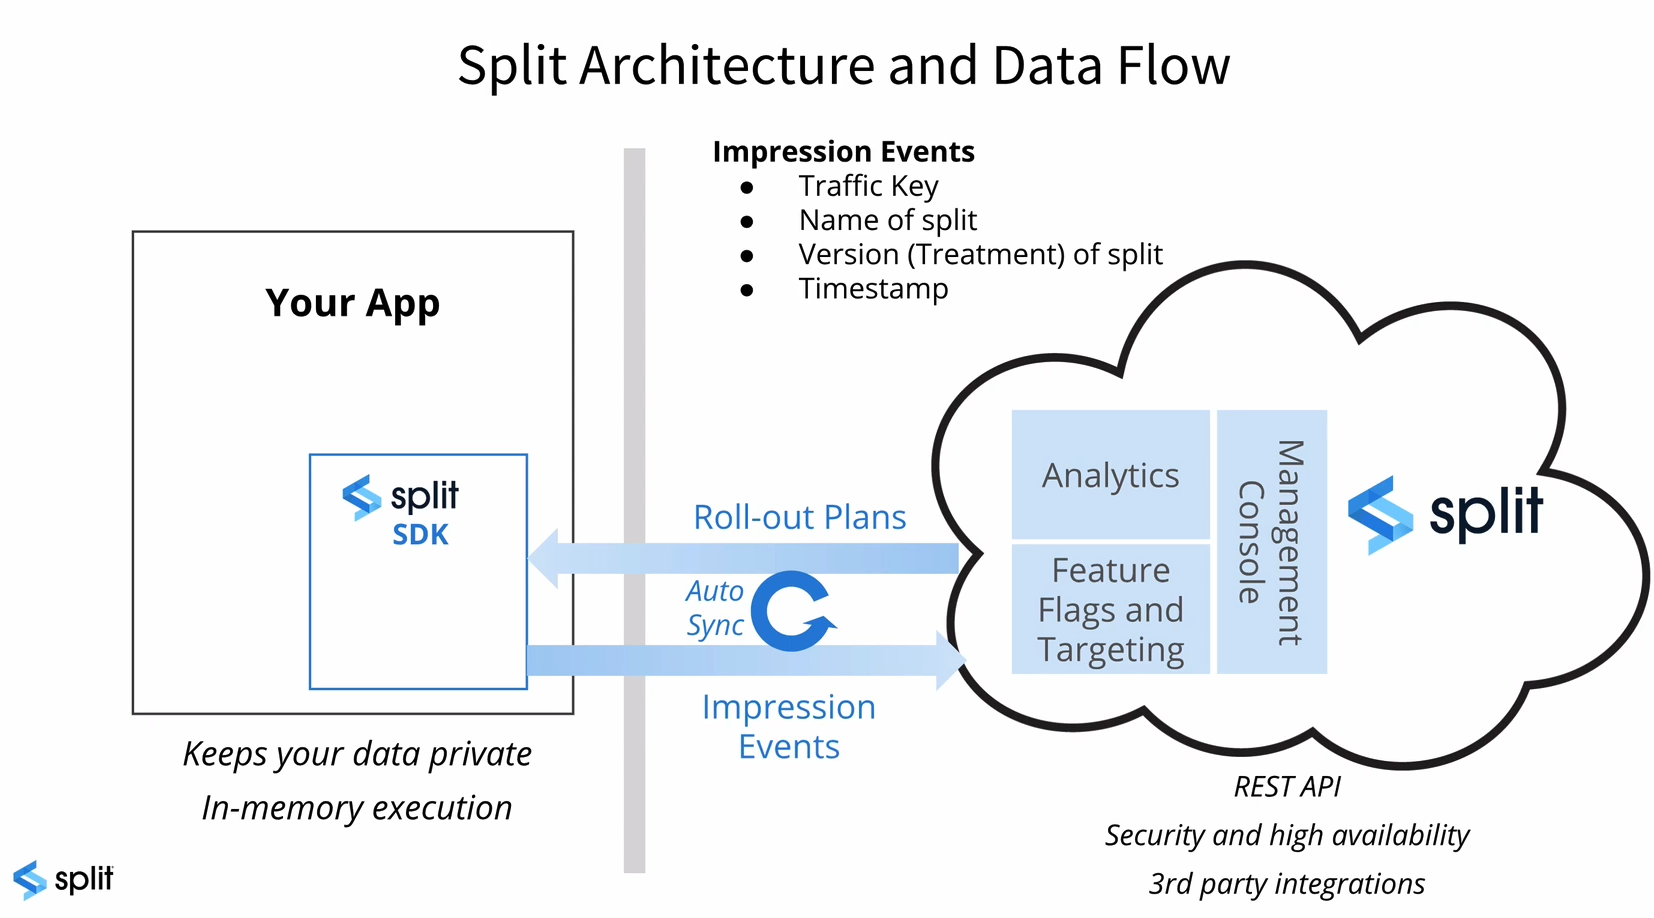 Split Architecture and Data Flow
Impression Events
● Traffic Key
● Name of split
● Version (Treatment) of split
● Timestamp
Your App
split
SDK
Roll-out Plans
Auto
Sync
Impression
Events
Analytics
Feature
Flags and
Targeting
Management
Console
split
Keeps your data private
In-memory execution
REST API
Security and high availability
3rd party integrations
split